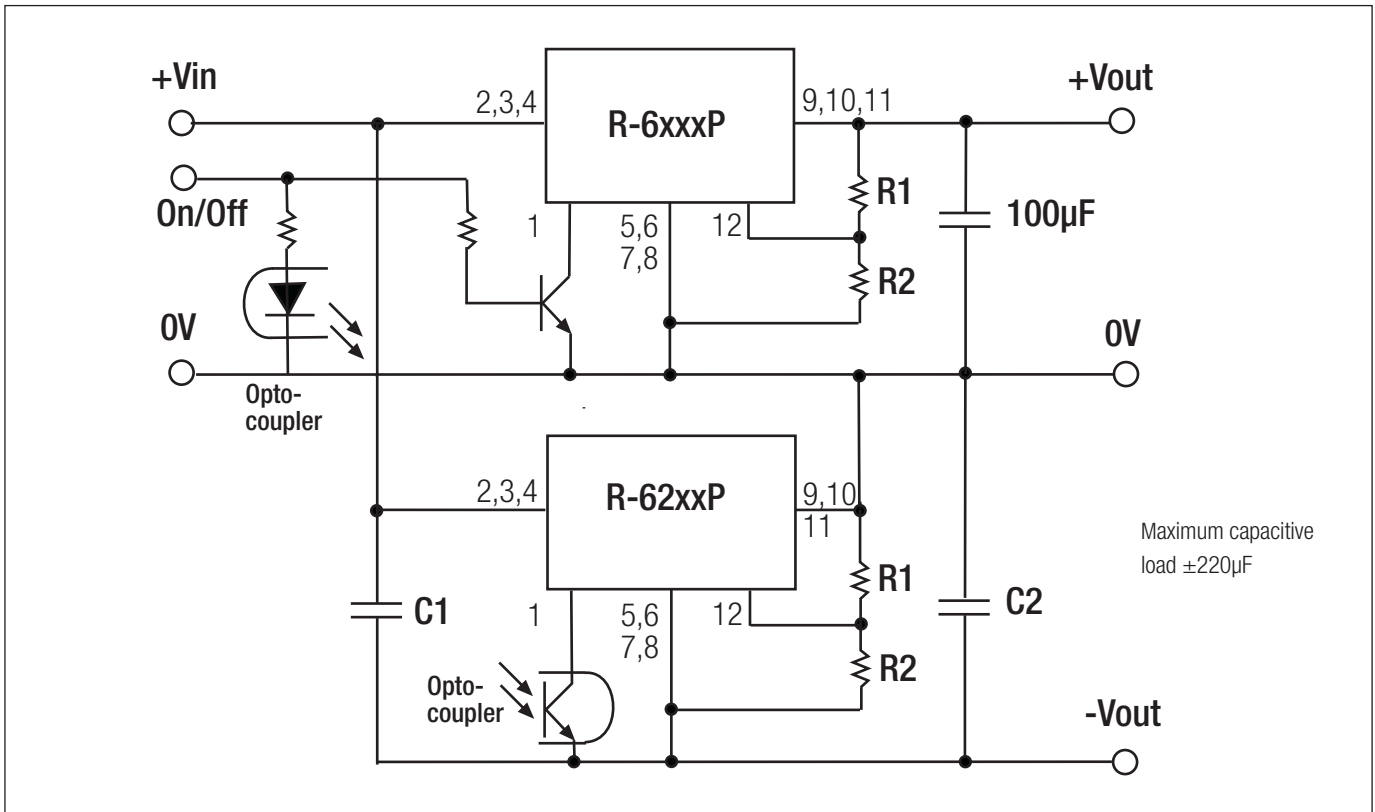 +Vin
2,3,4
R-6xxxP
9,10,11
+Vout
On/Off
1
5,6
7,8
12
R1
100µF
R2
0V
0V
Opto-
coupler
2,3,4
R-62xxP
9,10
11
Maximum capacitive
load ±220µF
C1
1
5,6
7,8
12
R1
C2
R2
Opto-
coupler
-Vout